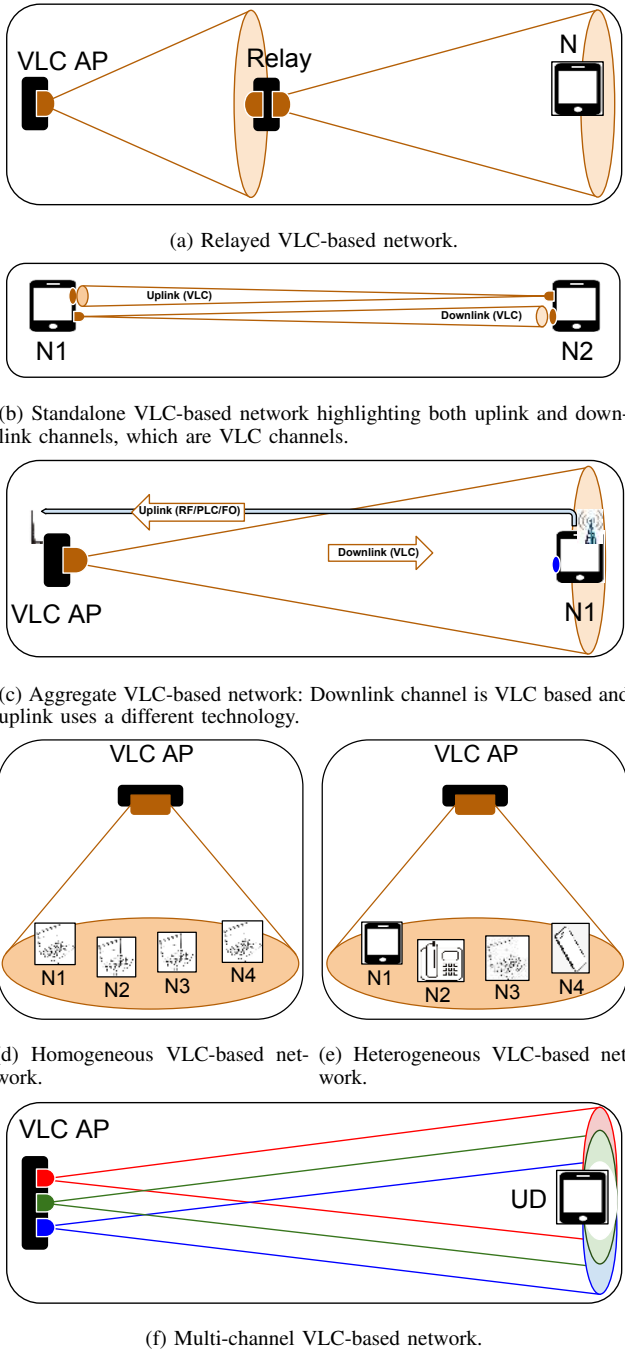 VLC AP
Relay
N
(a) Relayed VLC-based network.
Uplink (VLC)
Downlink (VLC)
N1
N2
(b) Standalone VLC-based network highlighting both uplink and down-
link channels, which are VLC channels.
Uplink (RF/PLC/FO)
Downlink (VLC)
VLC AP
N1
(c) Aggregate VLC-based network: Downlink channel is VLC based and
uplink uses a different technology.
VLC AP
N1
N2
N3
N4
VLC AP
N1
N2
N3
N4
(d) Homogeneous VLC-based net-
work.
(e) Heterogeneous VLC-based net
work.
VLC AP
UD
(f) Multi-channel VLC-based network.